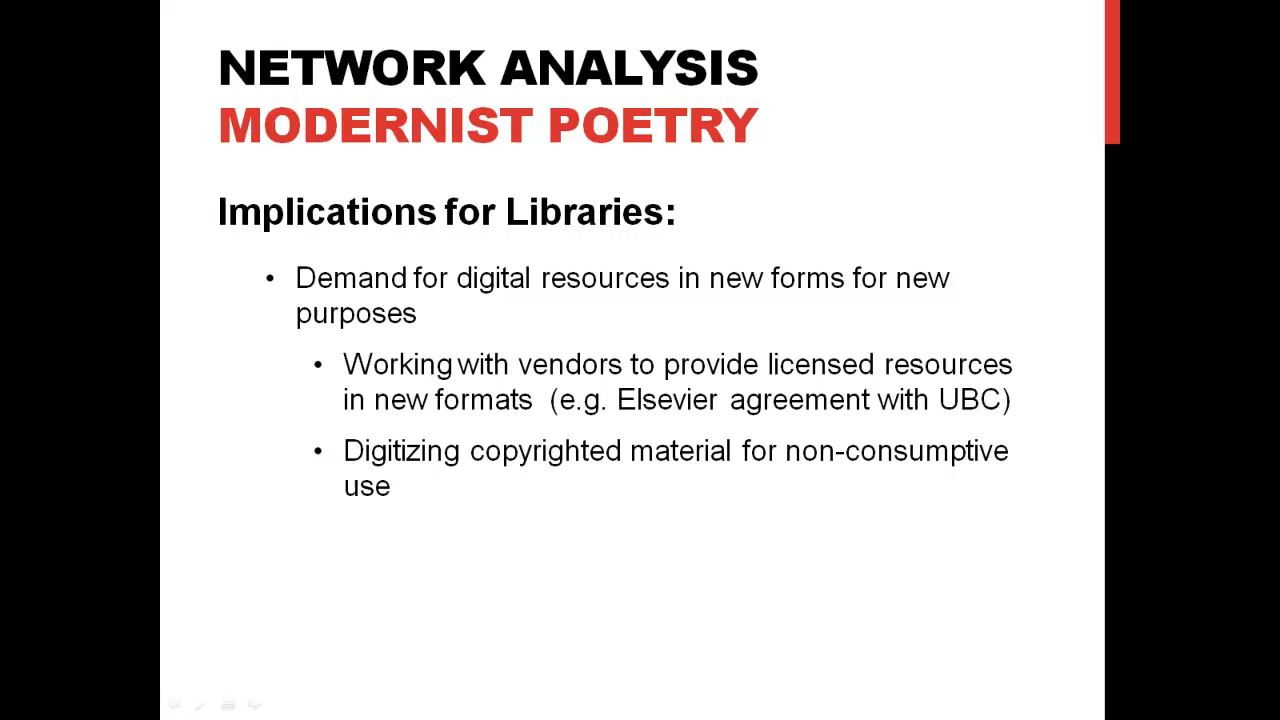 NETWORK ANALYSIS
MODERNIST POETRY
Implications for Libraries:
• Demand for digital resources in new forms for new
purposes
• Working with vendors to provide licensed resources
in new formats (e.g. Elsevier agreement with UBC)
• Digitizing copyrighted material for non-consumptive
use